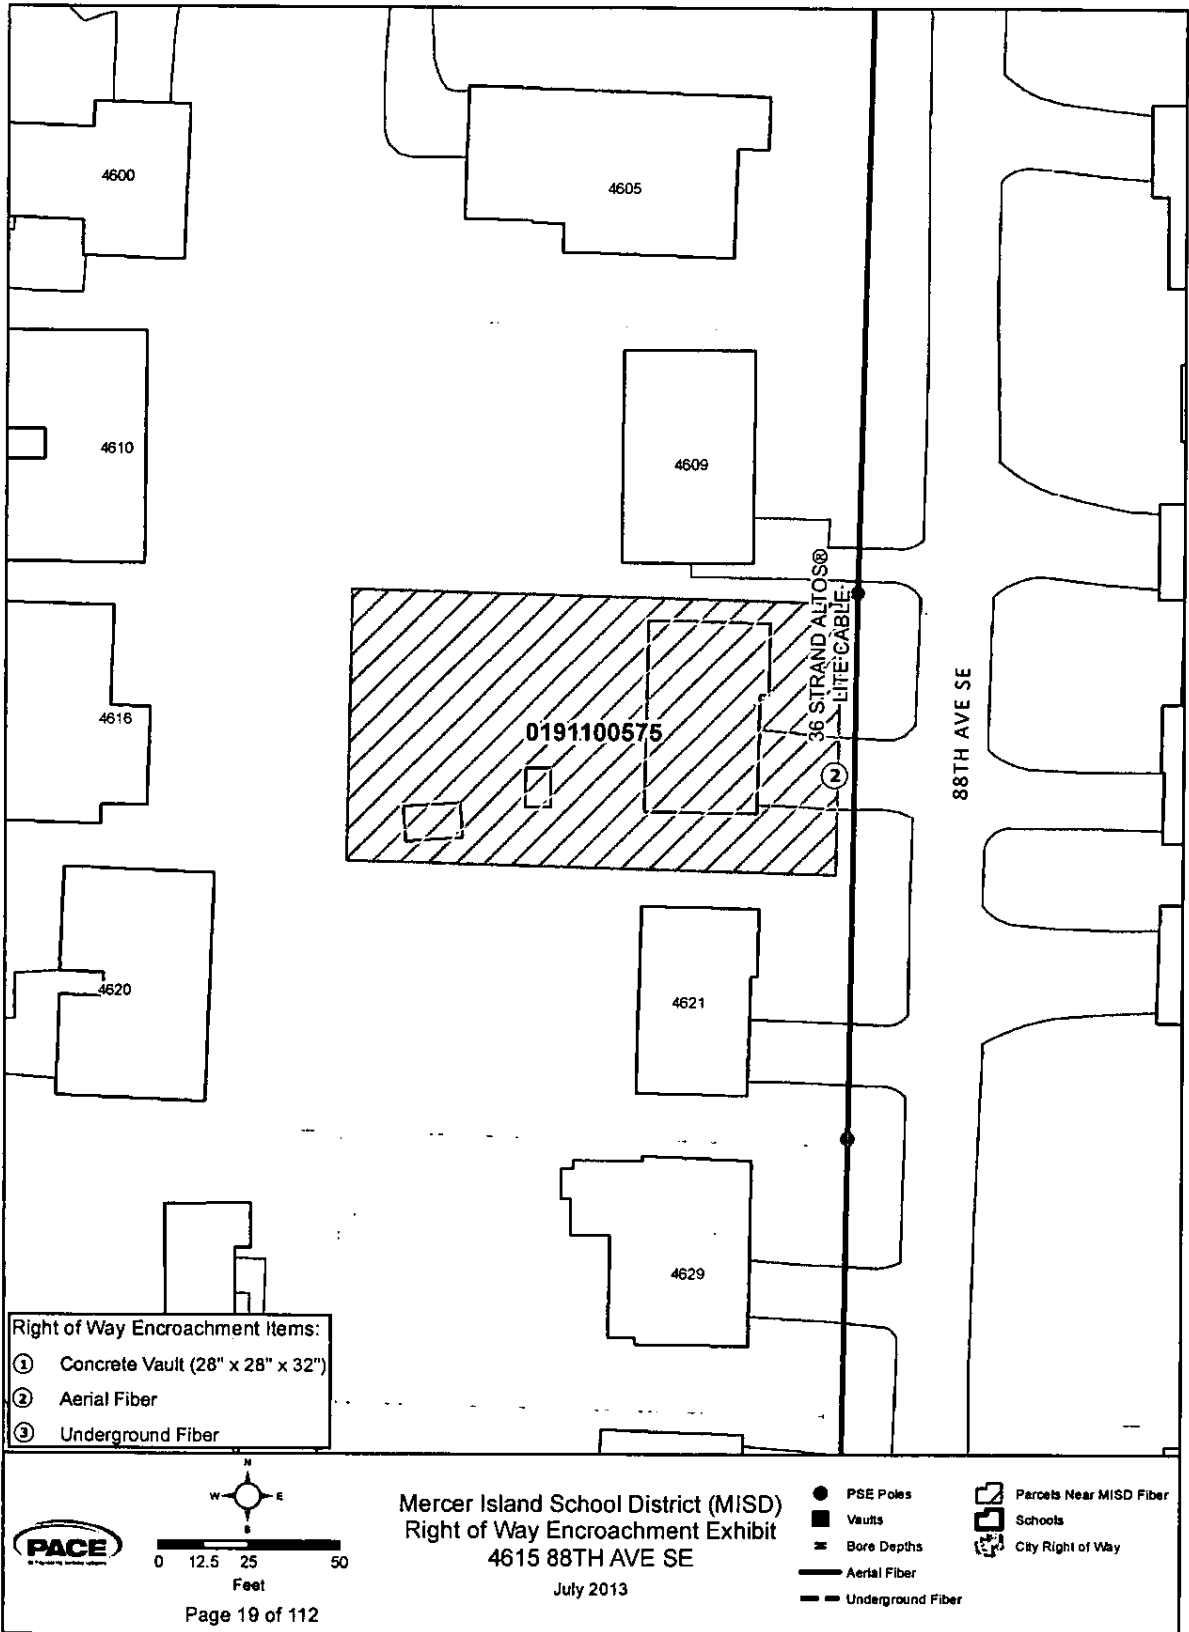 4600
4605
4610
4609
36 STRAND ALTOS®
LITE CABLE
4616
0191100575
88TH AVE SE
2
4620
4621
4629
Right of Way Encroachment Items:
1 Concrete Vault (28" x 28" x 32")
2 Aerial Fiber
3 Underground Fiber
N
W E
S
PACE
0 12.5 25 50
Feet
Page 19 of 112
Mercer Island School District (MISD)
Right of Way Encroachment Exhibit
4615 88TH AVE SE
July 2013
PSE Poles
Vaults
Bore Depths
Aerial Fiber
Underground Fiber
Parcels Near MISD Fiber
Schools
City Right of Way